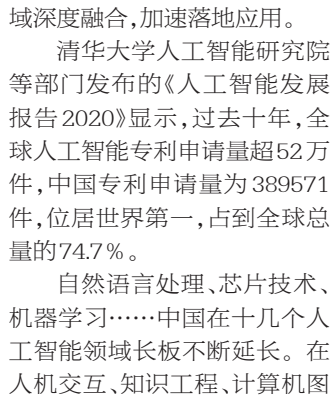 域深度融合,加速落地应用。
清华大学人工智能研究院
等部门发布的《人工智能发展
报告2020》显示,过去十年,全
球人工智能专利申请量超52万
件,中国专利申请量为389571
件,位居世界第一,占到全球总
量的74.7%。
自然语言处理、芯片技术、
机器学习……中国在十几个人
工智能领域长板不断延长。在
人机交互、知识工程、计算机图